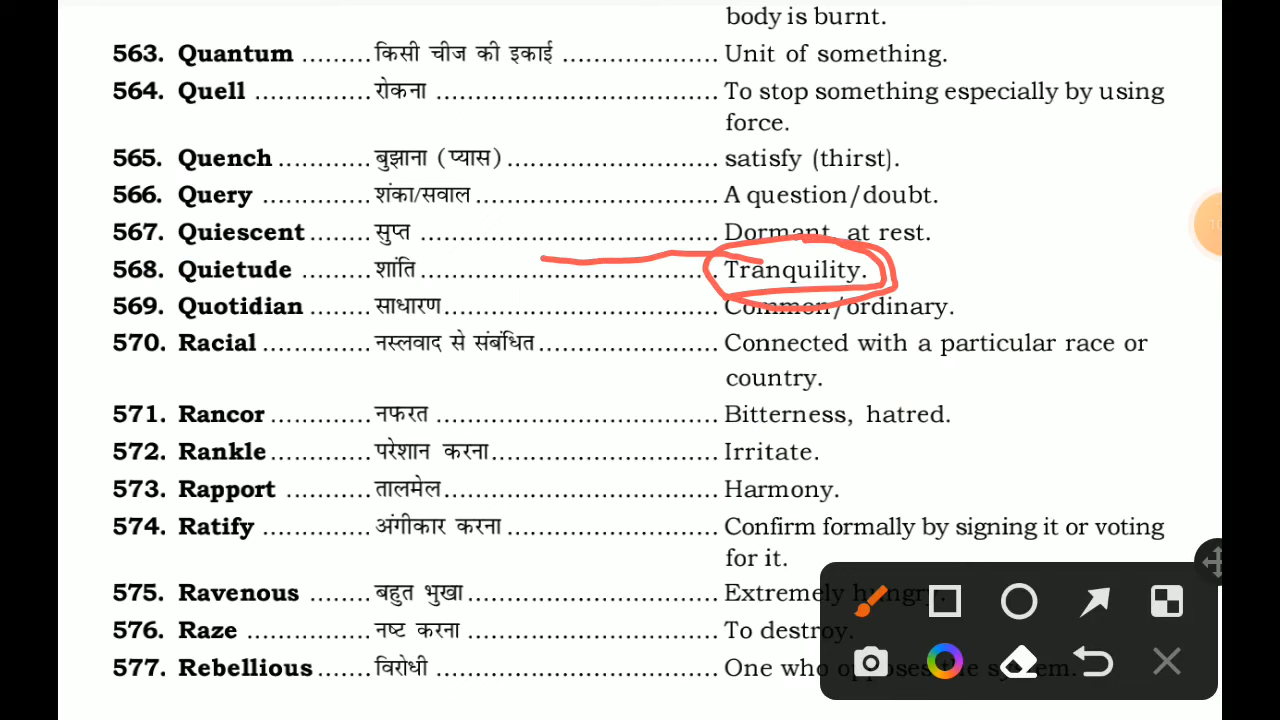 body is burnt.
563. Quantum .........किसी चीज की इकाई .................... Unit of something.
564. Quell ...............रोकना ..................................... To stop something especially by using
force.
565. Quench ............बुझाना (प्यास)........................... satisfy (thirst).
566. Query ..............शंका/सवाल ............................... A question/doubt.
567. Quiescent ........सुप्त ....................................... Dormant, at rest.
568. Quietude ..........शांति...................................... Tranquility.
569. Quotidian .........साधारण................................... Common/ordinary.
570. Racial ..............नस्लवाद से संबंधित....................... Connected with a particular race or
country.
571. Rancor .............नफरत ..................................... Bitterness, hatred.
572. Rankle.............परेशान करना............................. Irritate.
573. Rapport ...........तालमेल................................... Harmony.
574. Ratify ..............अंगीकार करना ........................... Confirm formally by signing it or voting
for it.
575. Ravenous .........बहुत भुखा................................ Extremely hungry.
576. Raze ................नष्ट करना ................................ To destroy.
577. Rebellious .......विरोधी ..................................... One who opposes the system.